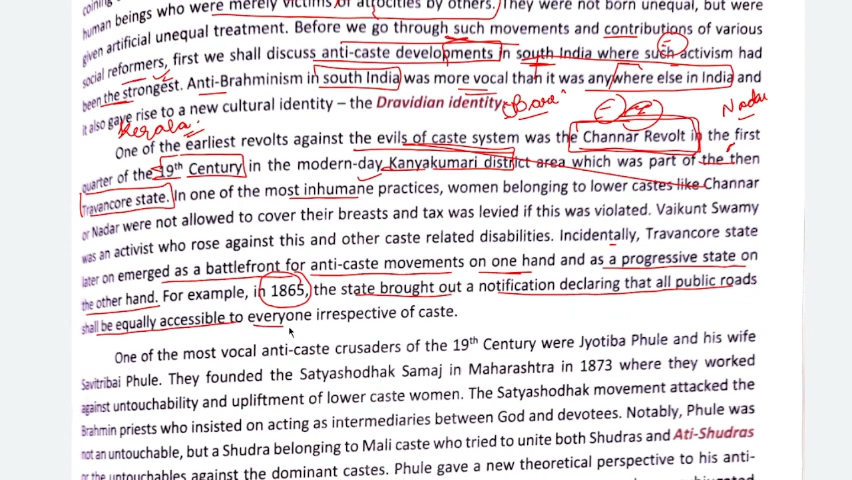 coining
human beings who were merely victims of atrocities by others. They were not born unequal, but were
given artificial unequal treatment. Before we go through such movements and contributions of various
social reformers, first we shall discuss anti-caste developments in south India where such activism had
been the strongest. Anti-Brahminism in south India was more vocal than it was anywhere else in India and
it also gave rise to a new cultural identity – the Dravidian identity.
Kerala
Nadar
One of the earliest revolts against the evils of caste system was the Channar Revolt in the first
quarter of the 19th Century in the modern-day Kanyakumari district area which was part of the then
Travancore state. In one of the most inhumane practices, women belonging to lower castes like Channar
or Nadar were not allowed to cover their breasts and tax was levied if this was violated. Vaikunt Swamy
was an activist who rose against this and other caste related disabilities. Incidentally, Travancore state
later on emerged as a battlefront for anti-caste movements on one hand and as a progressive state on
the other hand. For example, in 1865, the state brought out a notification declaring that all public roads
shall be equally accessible to everyone irrespective of caste.
One of the most vocal anti-caste crusaders of the 19th Century were Jyotiba Phule and his wife
Savitribai Phule. They founded the Satyashodhak Samaj in Maharashtra in 1873 where they worked
against untouchability and upliftment of lower caste women. The Satyashodhak movement attacked the
Brahmin priests who insisted on acting as intermediaries between God and devotees. Notably, Phule was
not an untouchable, but a Shudra belonging to Mali caste who tried to unite both Shudras and Ati-Shudras
or the untouchables against the dominant castes. Phule gave a new theoretical perspective to his anti-